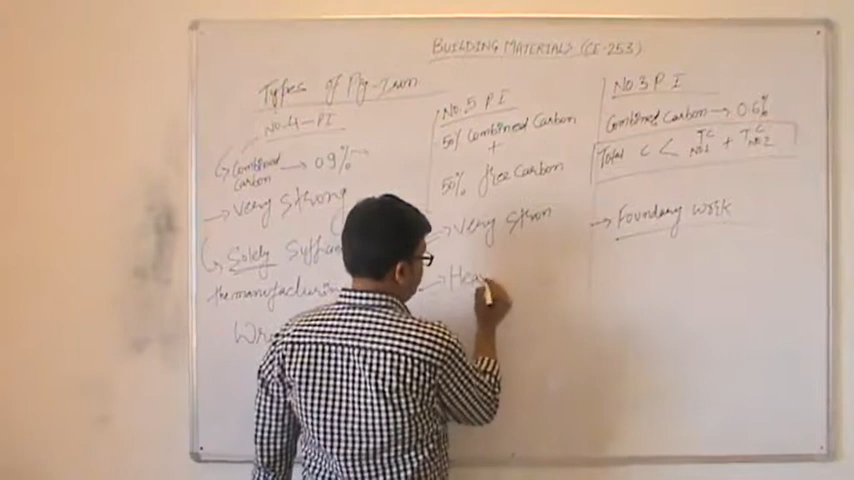 BUILDING MATERIALS (CE-253)
Types of Pig-Iron
No.4-PI
Combined Carbon → 0.9%
→ Very Strong
Solely
the manufacturin
No.5 PI
50% Combined Carbon
+
50% free Carbon
→ Very Stron
→ Hea
No 3 P I
Combined Carbon → 0.6%
Total C < TC No1 + TC No2
→ Foundary work